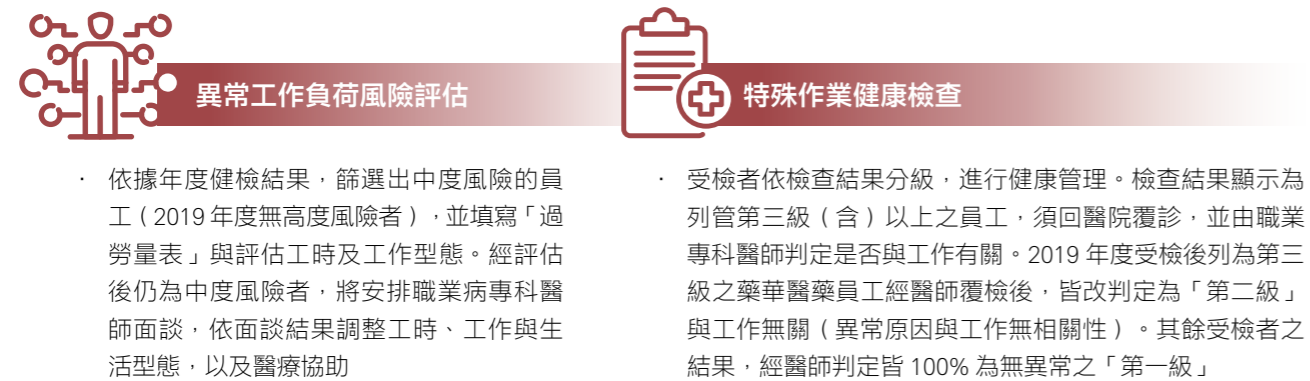 異常工作負荷風險評估
· 依據年度健檢結果，篩選出中度風險的員
工（2019 年度無高度風險者），並填寫「過
勞量表」與評估工時及工作型態。經評估
後仍為中度風險者，將安排職業病專科醫
師面談，依面談結果調整工時、工作與生
活型態，以及醫療協助
特殊作業健康檢查
· 受檢者依檢查結果分級，進行健康管理。檢查結果顯示為
列管第三級（含）以上之員工，須回醫院覆診，並由職業
專科醫師判定是否與工作有關。2019 年度受檢後列為第三
級之藥華醫藥員工經醫師覆檢後，皆改判定為「第二級」
與工作無關（異常原因與工作無相關性）。其餘受檢者之
結果，經醫師判定皆 100% 為無異常之「第一級」